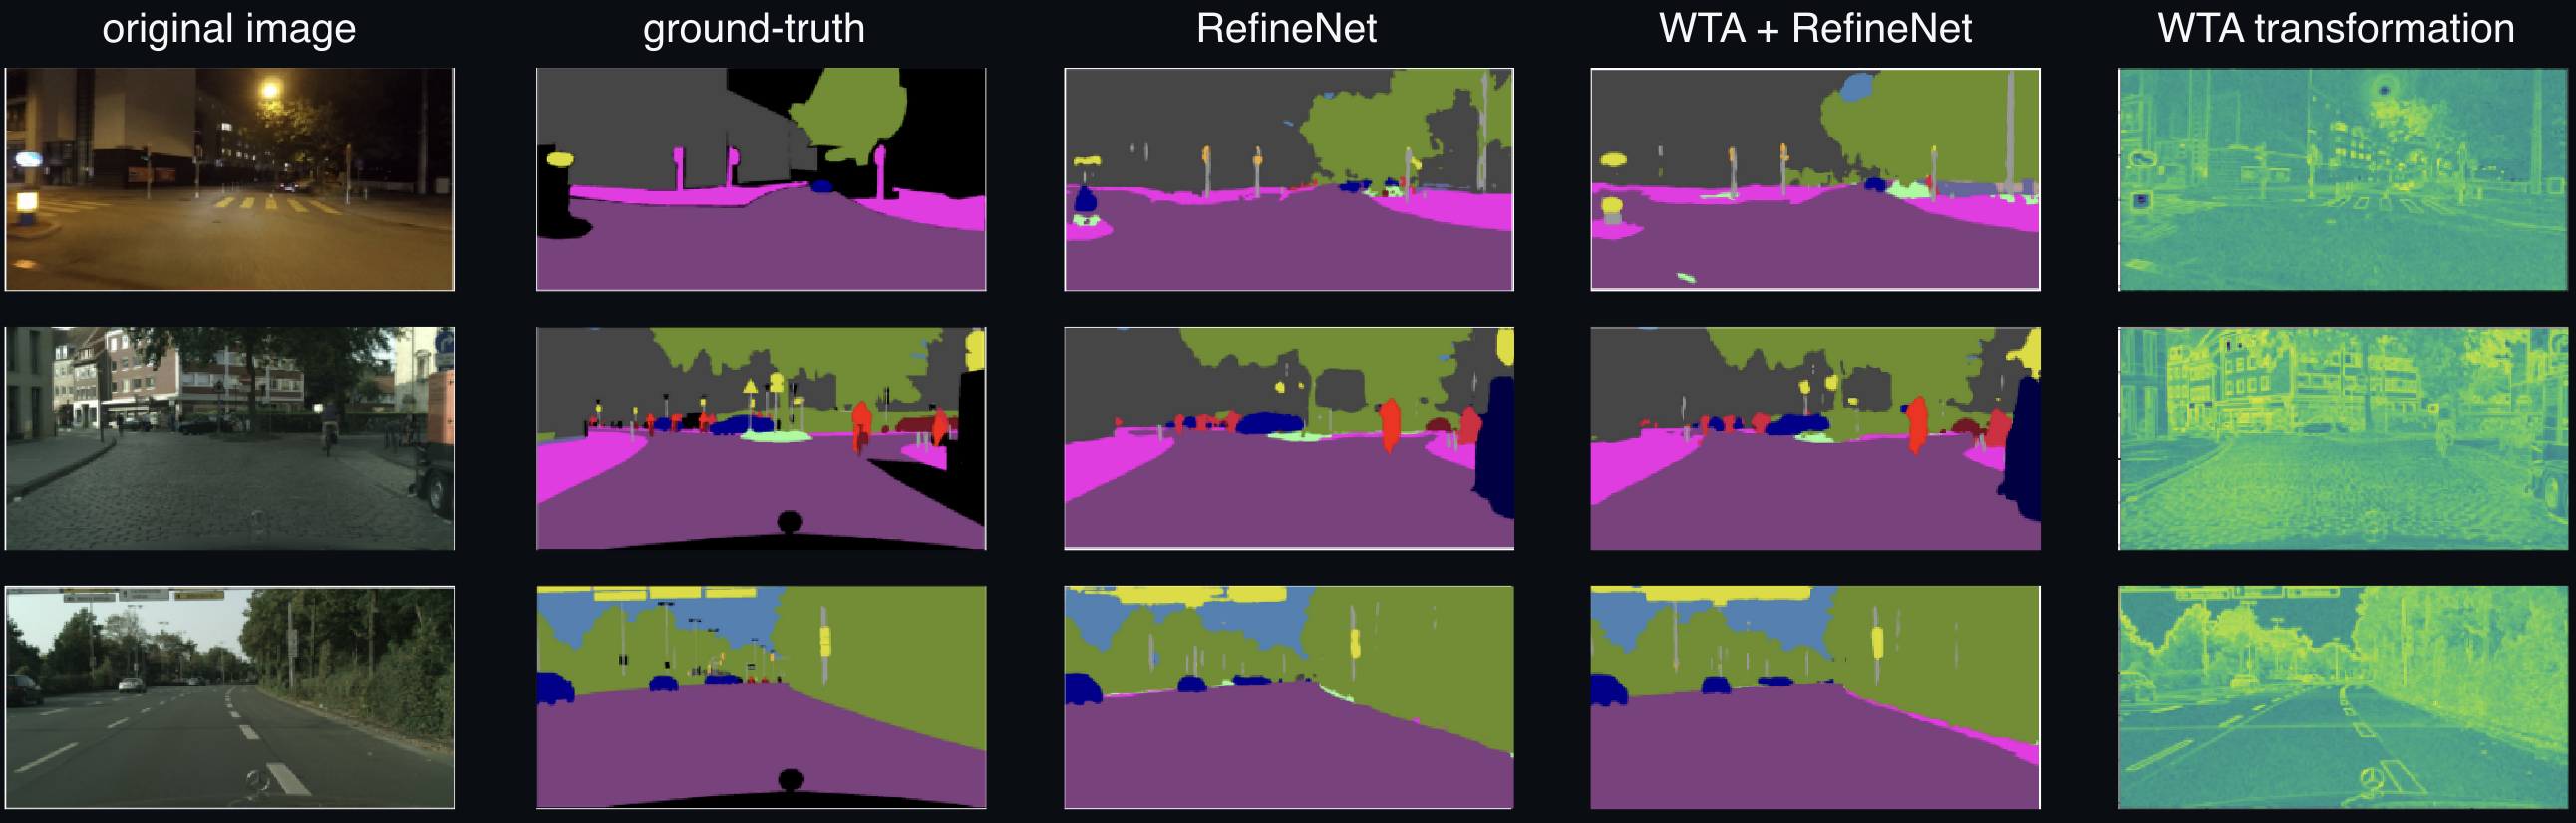 original image
ground-truth
RefineNet
WTA + RefineNet
WTA transformation